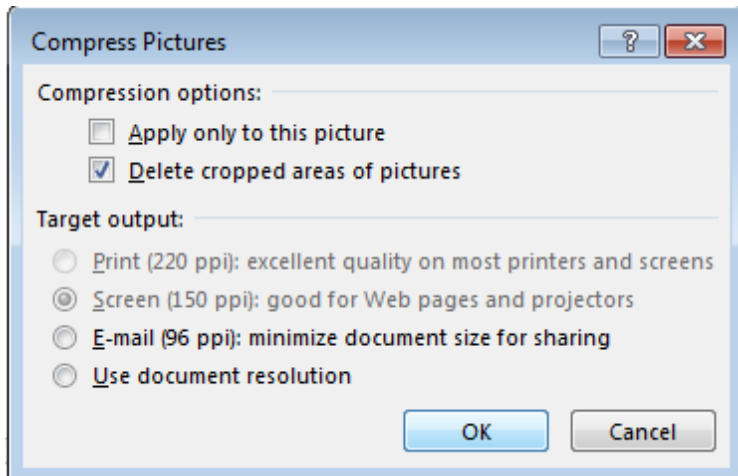 Compress Pictures
Compression options:
Apply only to this picture
Delete cropped areas of pictures
Target output:
Print (220 ppi): excellent quality on most printers and screens
Screen (150 ppi): good for Web pages and projectors
E-mail (96 ppi): minimize document size for sharing
Use document resolution
OK Cancel